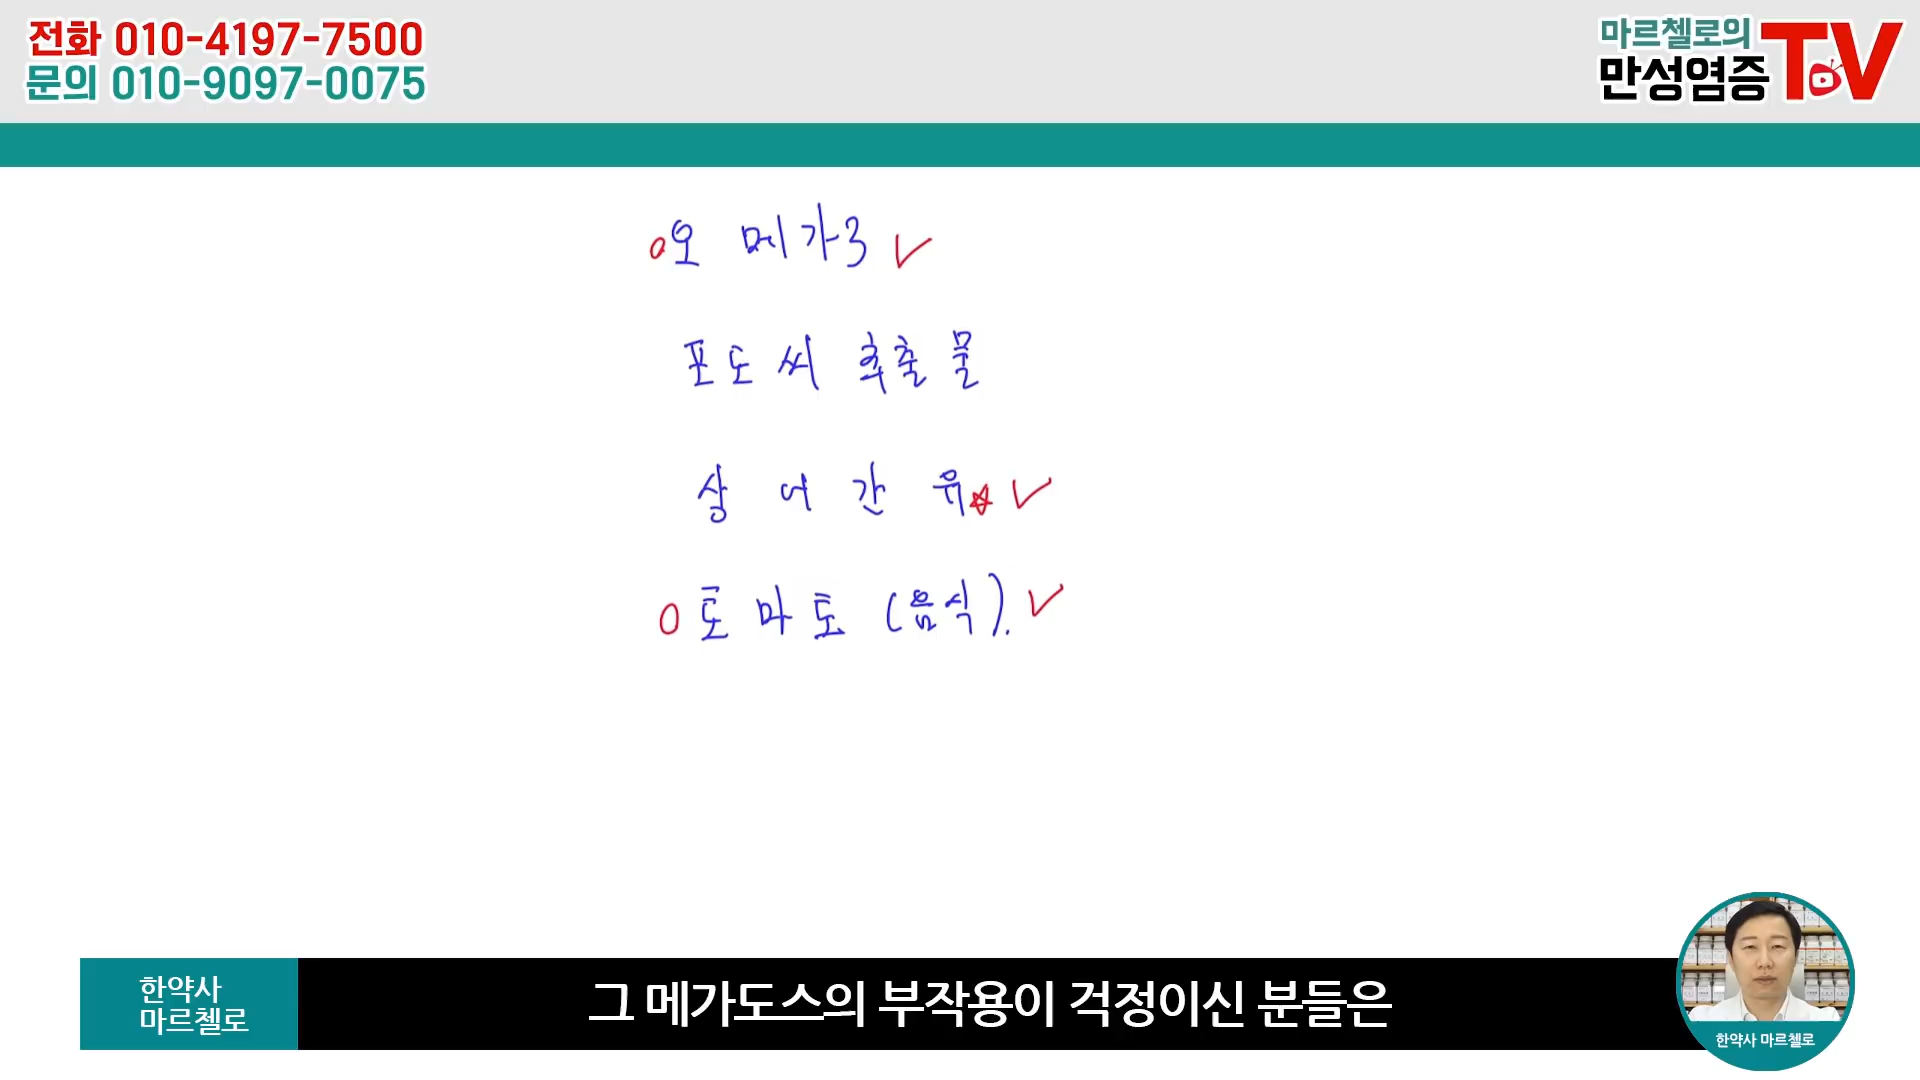 전화 010-4197-7500
문의 010-9097-0075
마르첼로의
만성염증TV
오메가3
포도씨 추출물
상어간유
토마토 (음식).
한약사
마르첼로
그 메가도스의 부작용이 걱정이신 분들은
한약사 마르첼로